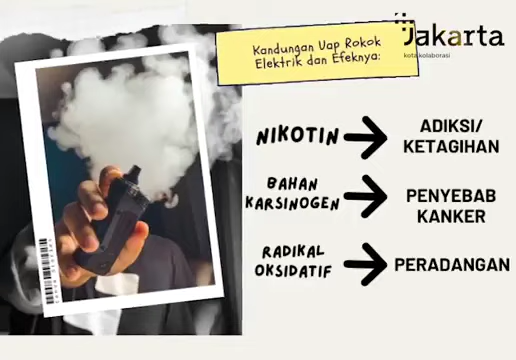 Jakarta
kota kolaborasi
Kandungan Uap Rokok
Elektrik dan Efeknya:
NIKOTIN
ADIKSI/
KETAGIHAN
BAHAN
KARSINOGEN
PENYEBAB
KANKER
RADIKAL
OKSIDATIF
PERADANGAN